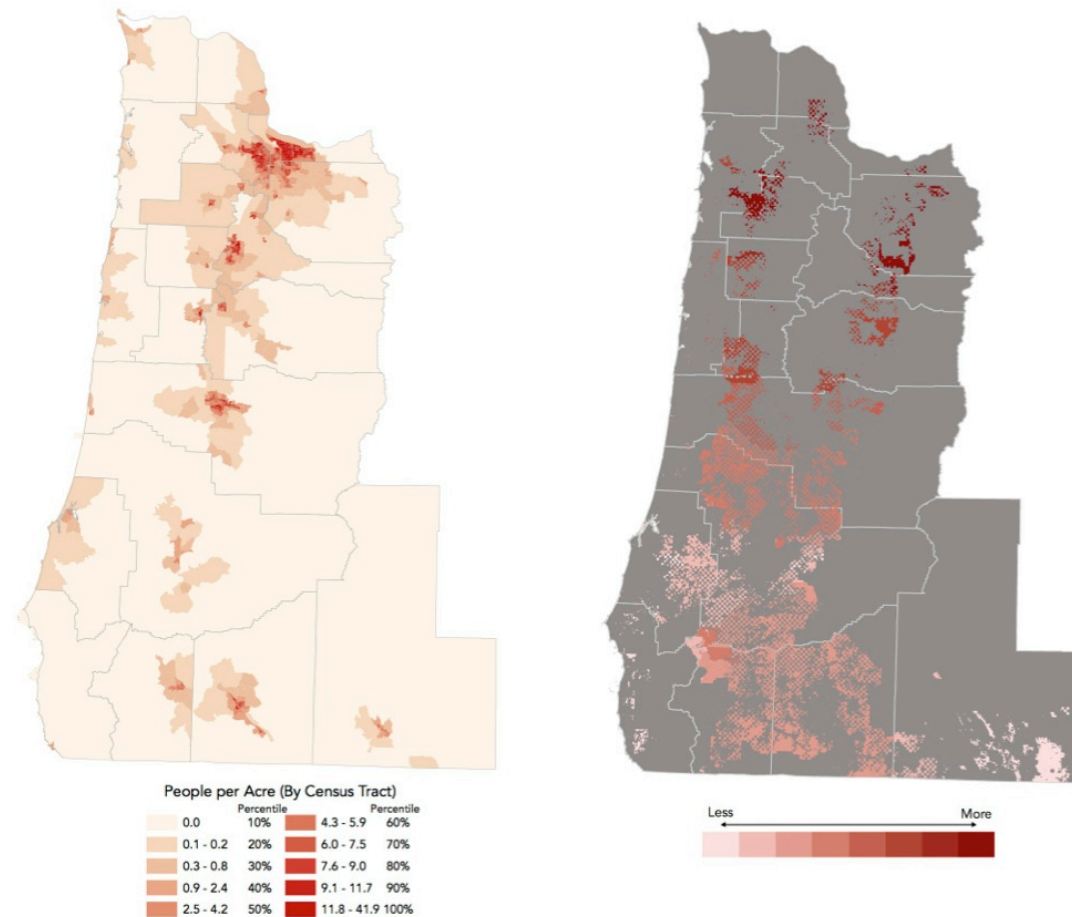 People per Acre (By Census Tract)
Percentile Percentile
0.0 10% 4.3 - 5.9 60%
0.1 - 0.2 20% 6.0 - 7.5 70%
0.3 - 0.8 30% 7.6 - 9.0 80%
0.9 - 2.4 40% 9.1 - 11.7 90%
2.5 - 4.2 50% 11.8 - 41.9 100%
Less More